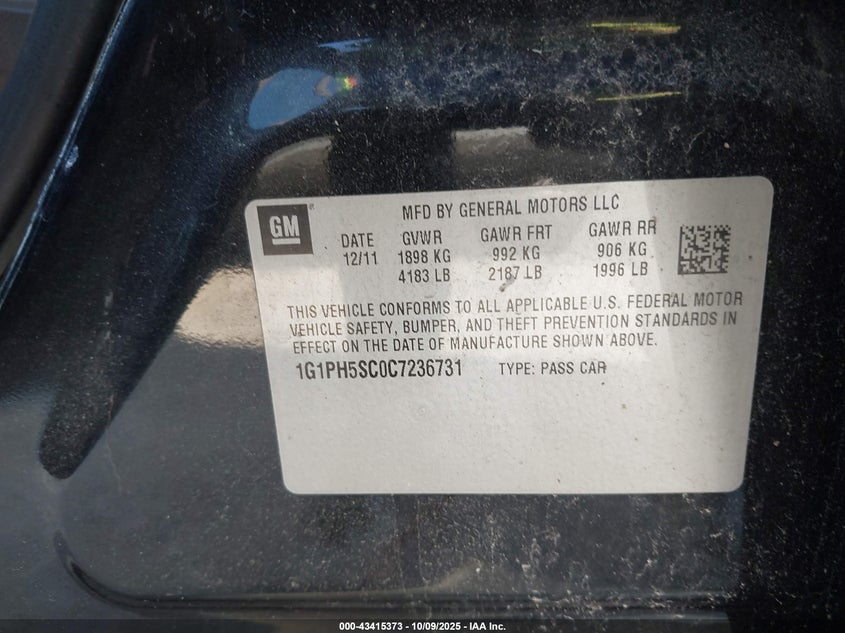 GM
MFD BY GENERAL MOTORS LLC
DATE GVWR GAWR FRT GAWR RR
12/11 1898 KG 992 KG 906 KG
4183 LB 2187 LB 1996 LB
THIS VEHICLE CONFORMS TO ALL APPLICABLE U.S. FEDERAL MOTOR
VEHICLE SAFETY, BUMPER, AND THEFT PREVENTION STANDARDS IN
EFFECT ON THE DATE OF MANUFACTURE SHOWN ABOVE.
1G1PH5SC0C7236731 TYPE: PASS CAR
000-43415373 - 10/09/2025 - IAA Inc.